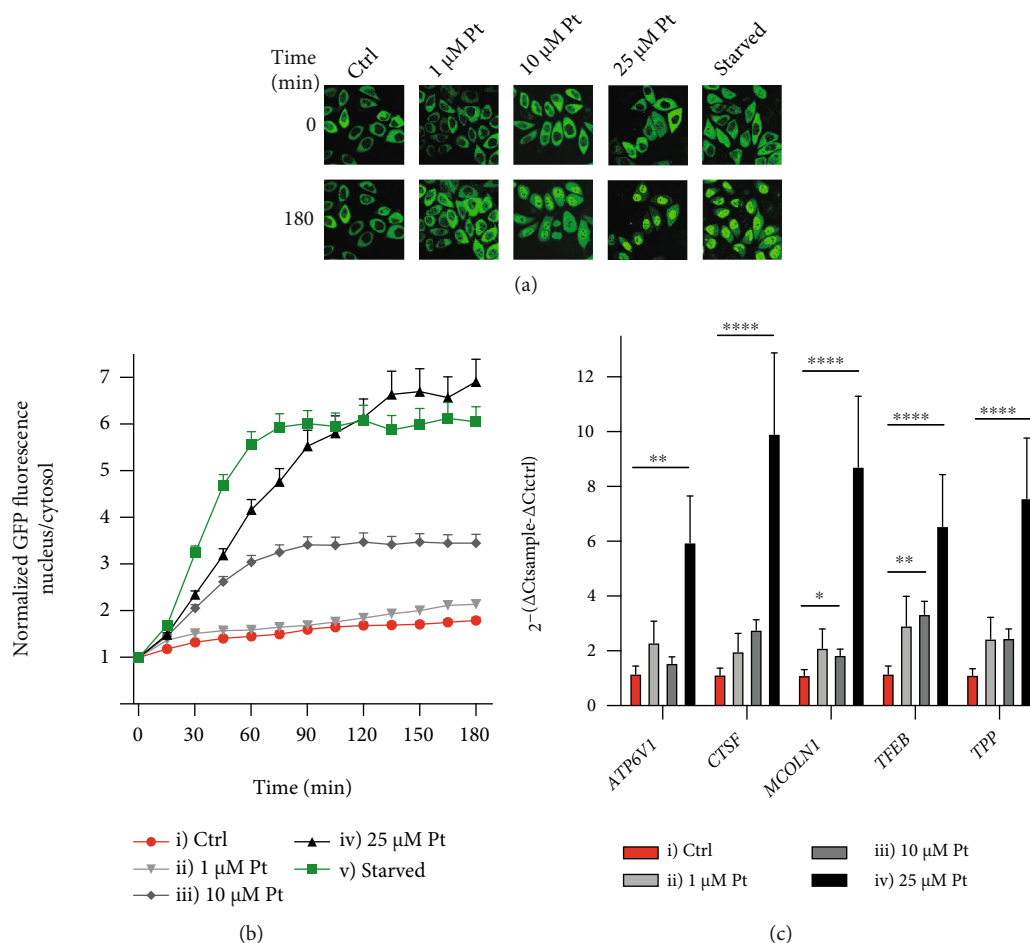 Time
(min)
Ctrl
1 µM Pt
10 µM Pt
25 µM Pt
Starved
0
180
(a)
Normalized GFP fluorescence
nucleus/cytosol
7
6
5
4
3
2
1
0 30 60 90 120 150 180
Time (min)
i) Ctrl
ii) 1 µM Pt
iii) 10 µM Pt
iv) 25 µM Pt
v) Starved
(b)
2^−(ΔCtsample-ΔCtctrl)
12
10
8
6
4
2
0
**
****
****
*
****
**
****
ATP6V1
CTSF
MCOLN1
TFEB
TPP
i) Ctrl
ii) 1 µM Pt
iii) 10 µM Pt
iv) 25 µM Pt
(c)